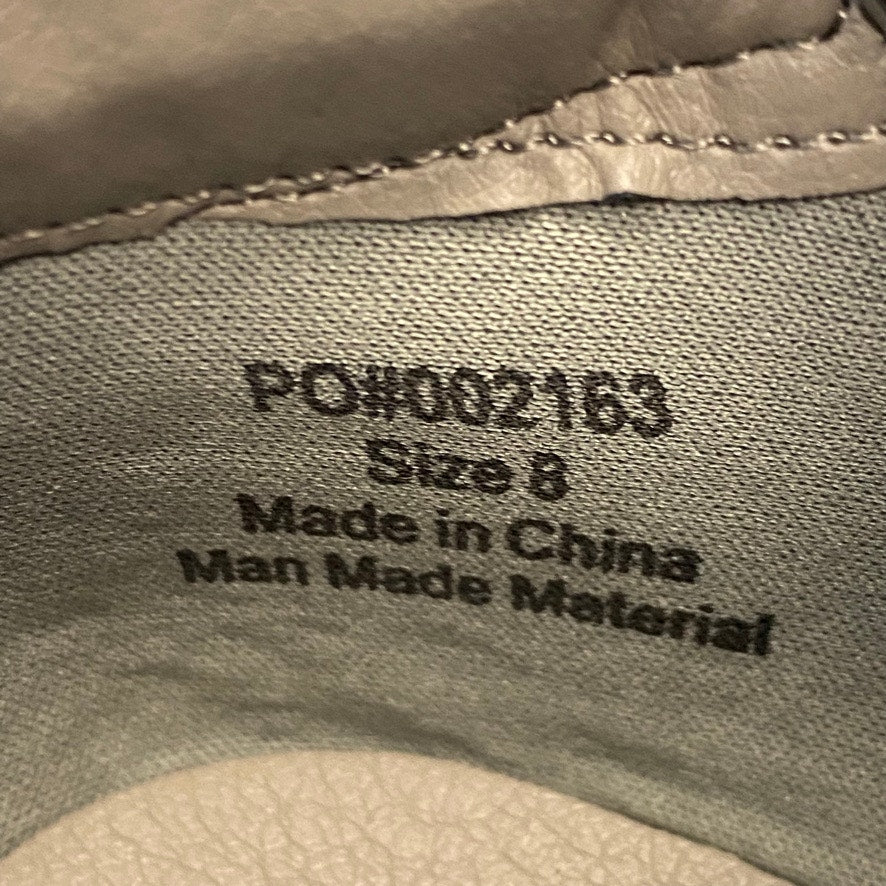 PO#002163
Size 8
Made in China
Man Made Material